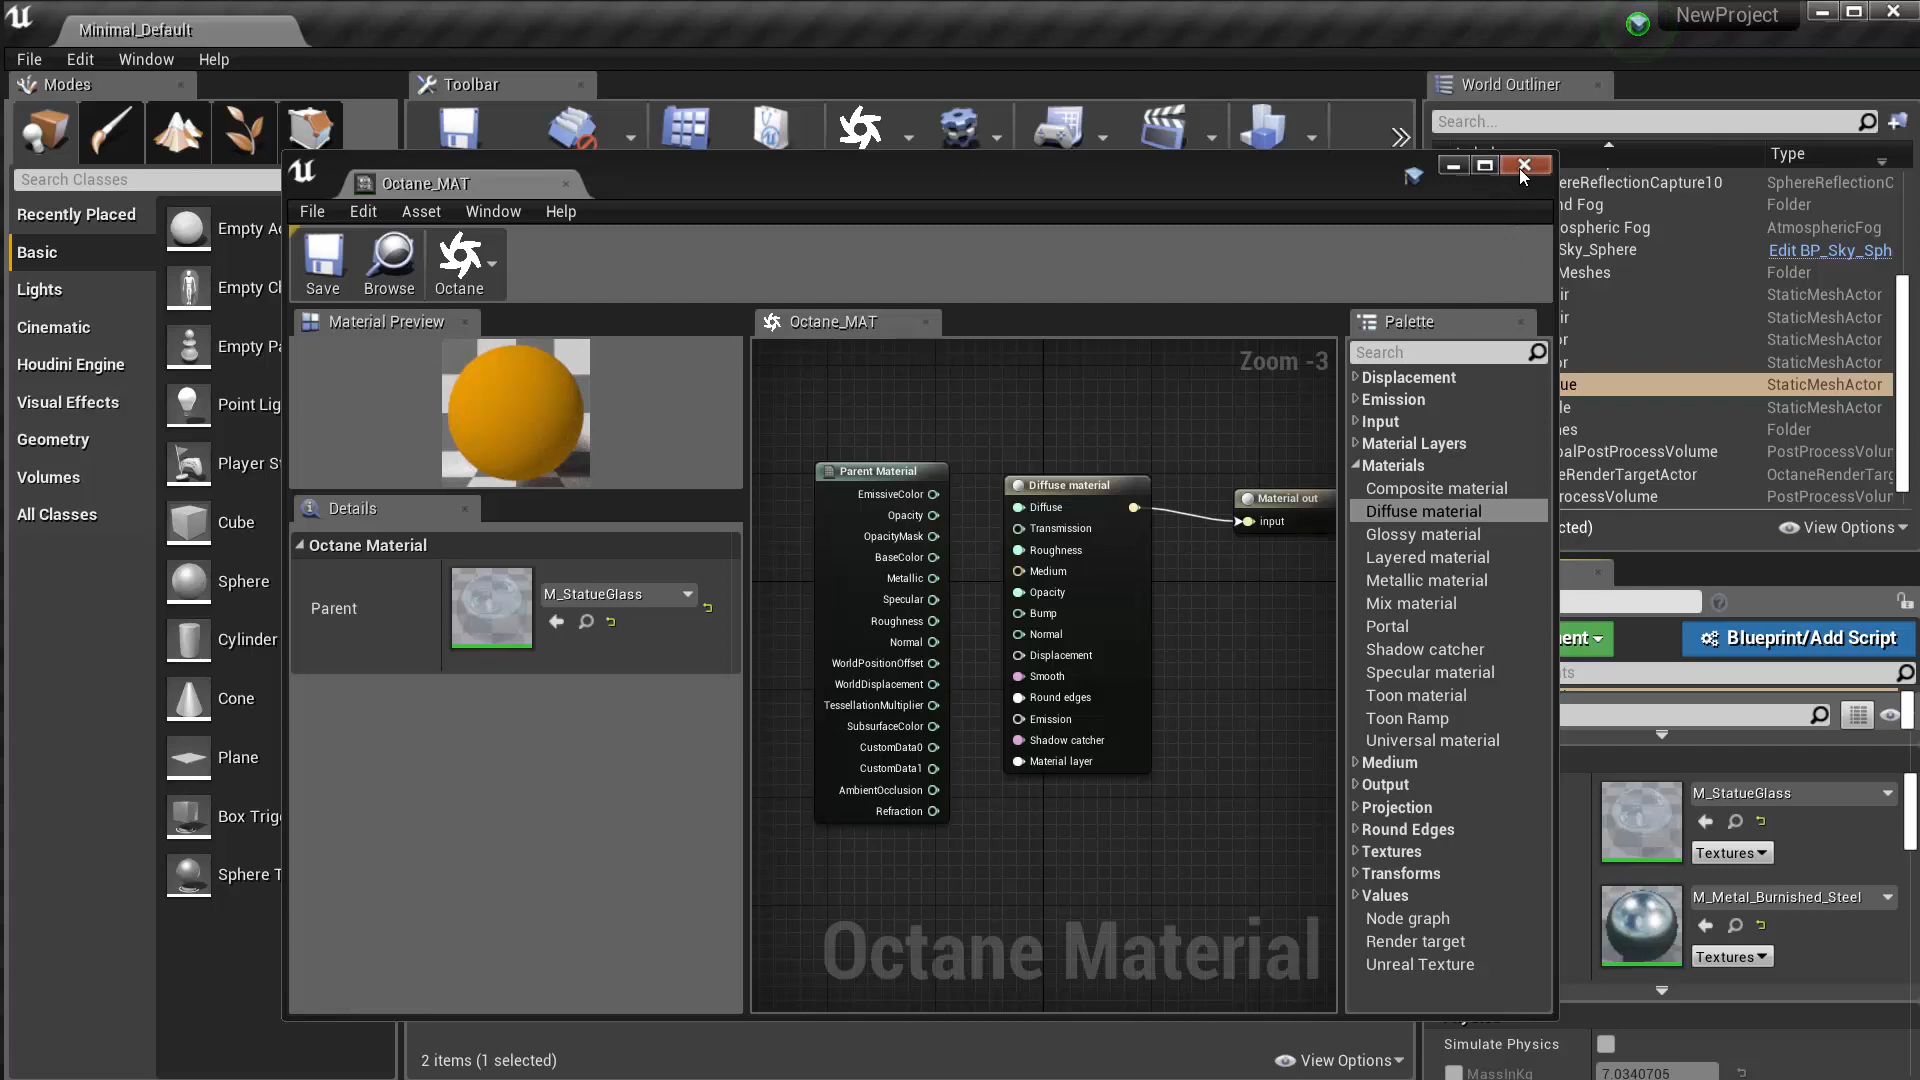 Minimal_Default
NewProject
File Edit Window Help
Modes
Toolbar
World Outliner
Search Classes
Search...
Type
Recently Placed
Basic
Lights
Cinematic
Houdini Engine
Visual Effects
Geometry
Volumes
All Classes
Empty
Empty
Empty
Point
Player
Cube
Sphere
Cylinder
Cone
Plane
Box
Sphere
Octane_MAT
File Edit Asset Window Help
Save Browse Octane
Material Preview
Details
Octane Material
Parent
M_StatueGlass
Octane_MAT
Zoom -3
Parent Material
EmissiveColor
Opacity
OpacityMask
BaseColor
Metallic
Specular
Roughness
Normal
WorldPositionOffset
WorldDisplacement
TessellationMultiplier
SubsurfaceColor
CustomData0
CustomData1
AmbientOcclusion
Refraction
Diffuse material
Diffuse
Transmission
Roughness
Medium
Opacity
Bump
Normal
Displacement
Smooth
Round edges
Emission
Shadow catcher
Material layer
Material out
input
Octane Material
Palette
Search
Displacement
Emission
Input
Material Layers
Materials
Composite material
Diffuse material
Glossy material
Layered material
Metallic material
Mix material
Portal
Shadow catcher
Specular material
Toon material
Toon Ramp
Universal material
Medium
Output
Projection
Round Edges
Textures
Transforms
Values
Node graph
Render target
Unreal Texture
ereReflectionCapture10 SphereReflectionC
nd Fog Folder
ospheric Fog AtmosphericFog
Sky_Sphere Edit BP_Sky_Sph
Meshes Folder
ir StaticMeshActor
ir StaticMeshActor
or StaticMeshActor
or StaticMeshActor
ue StaticMeshActor
le StaticMeshActor
nes Folder
balPostProcessVolume PostProcessVolur
eRenderTargetActor OctaneRenderTarg
rocessVolume PostProcessVolur
cted) View Options
ent
Blueprint/Add Script
ts
M_StatueGlass
Textures
M_Metal_Burnished_Steel
Textures
Simulate Physics
MassInKg 7.0340705
2 items (1 selected)
View Options